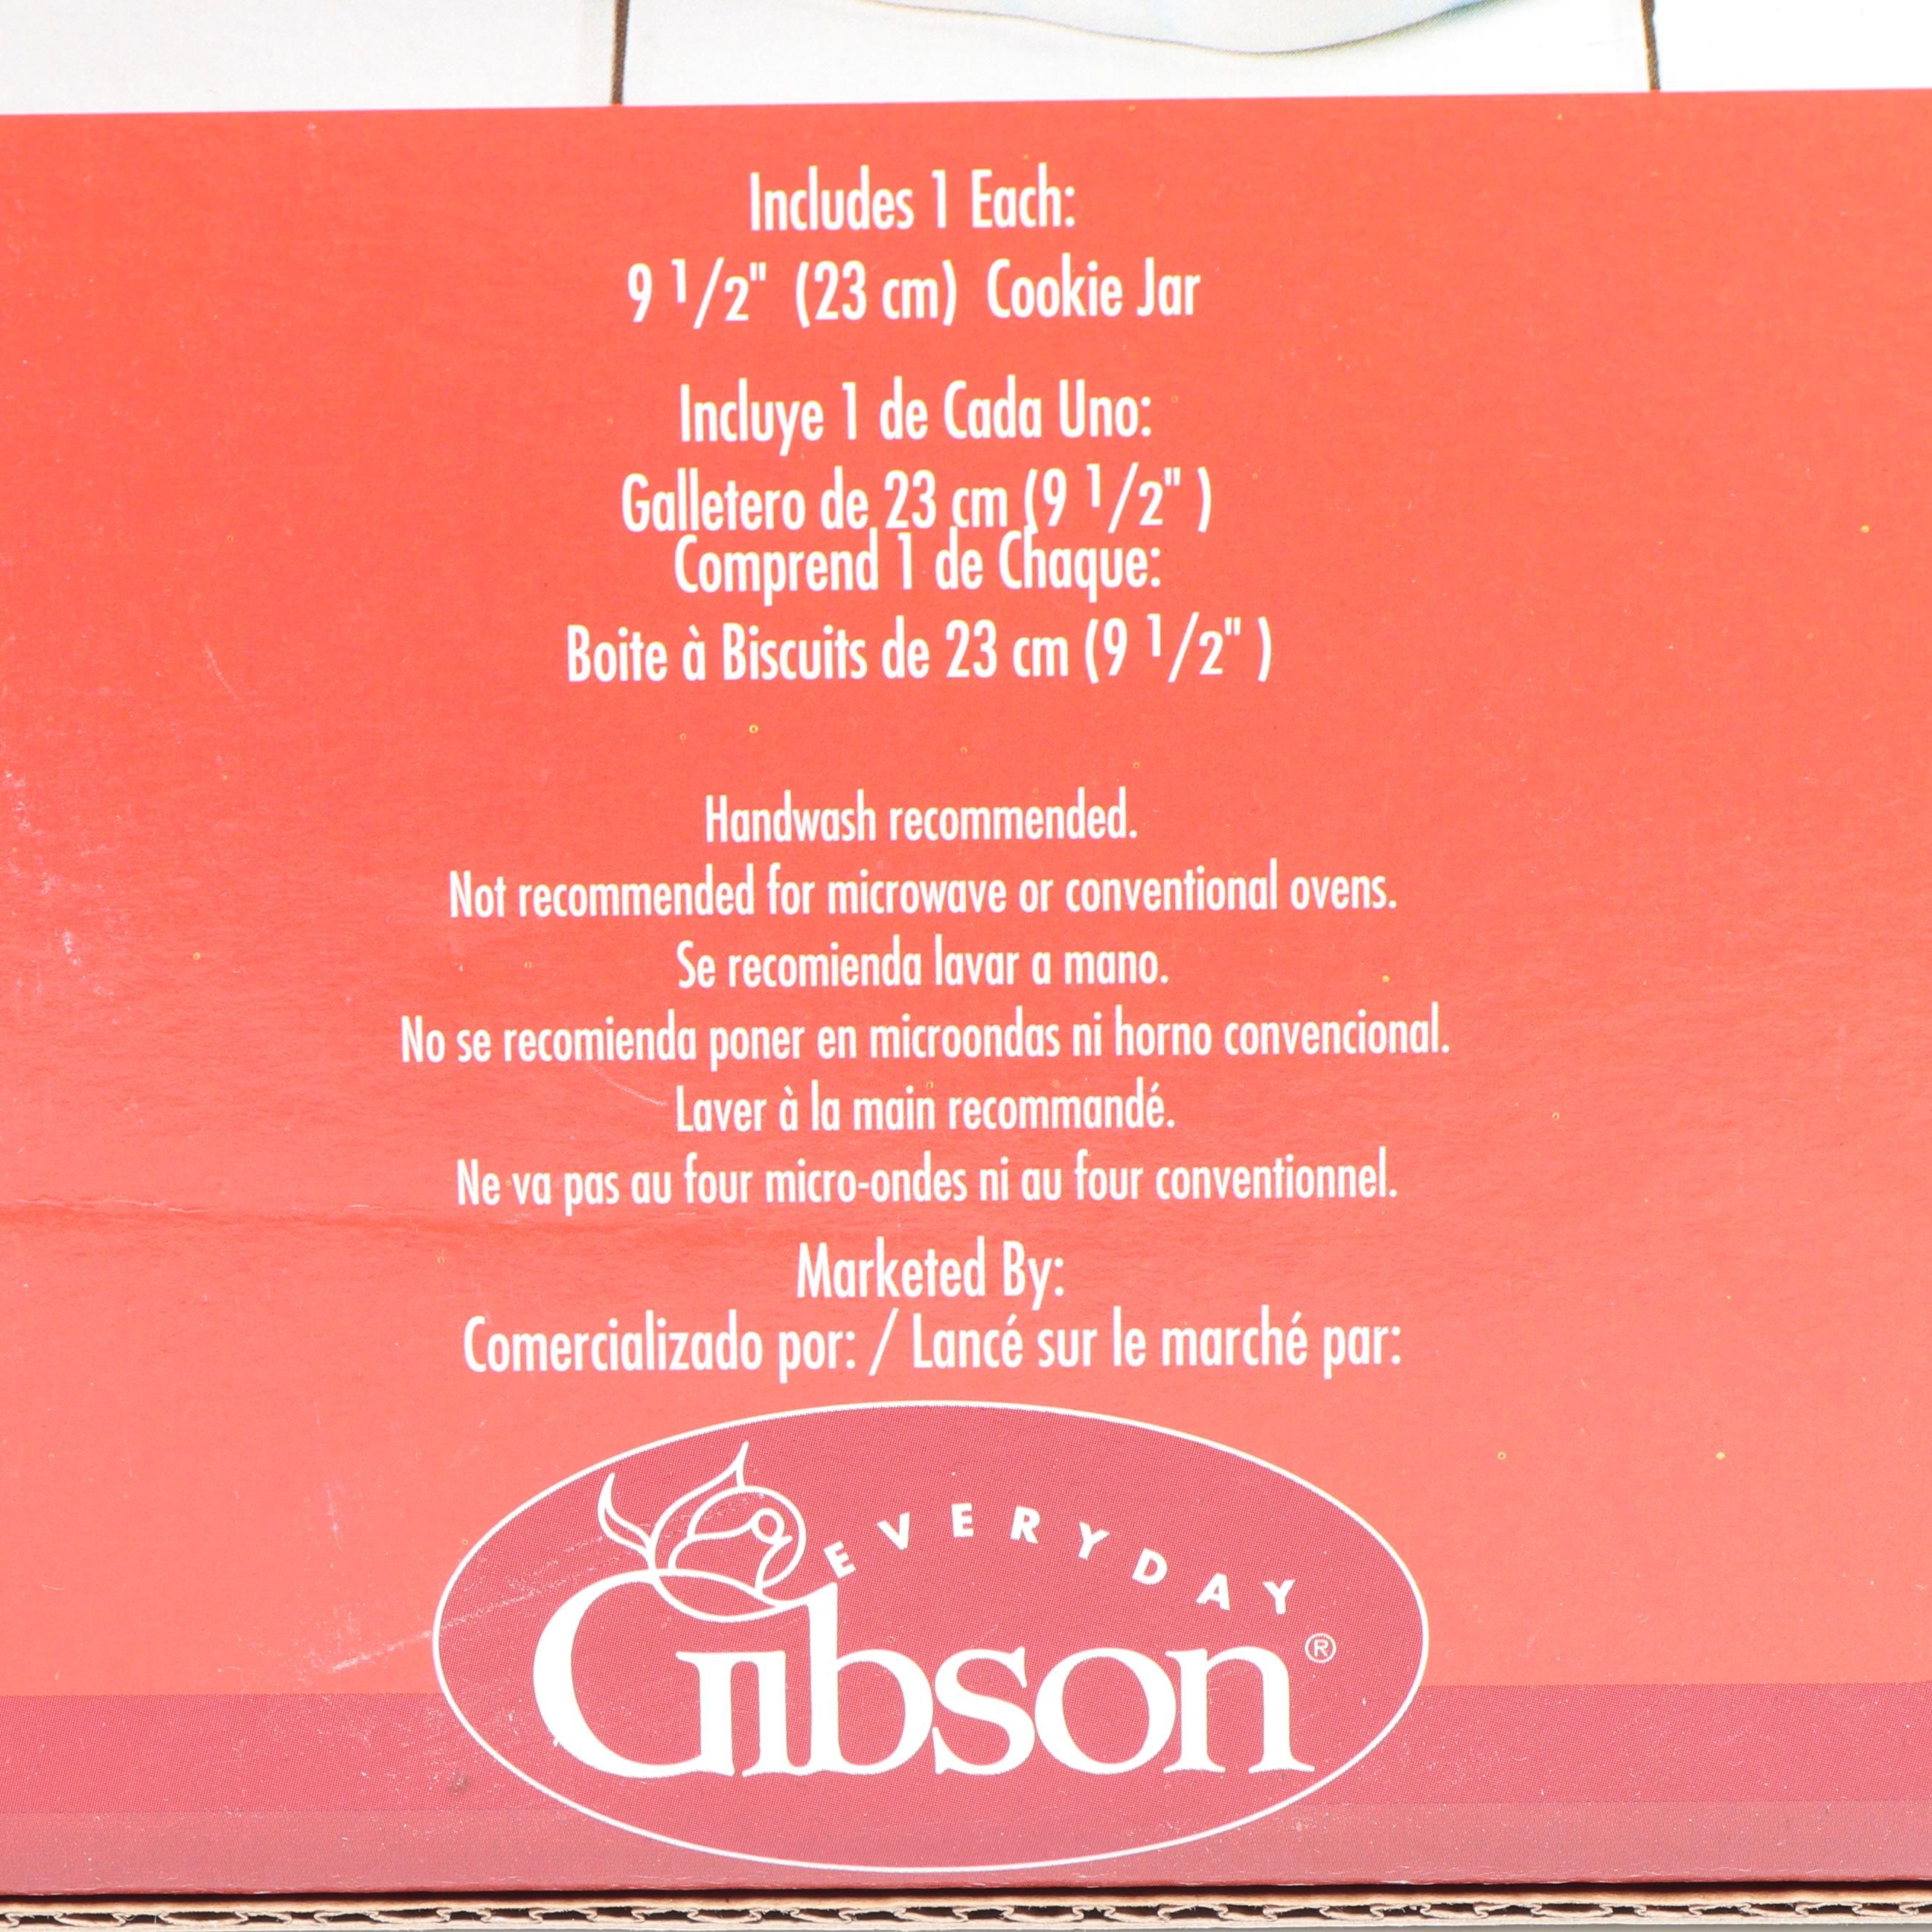 Includes 1 Each:
9 1/2" (23 cm) Cookie Jar
Incluye 1 de Cada Uno:
Galletero de 23 cm (9 1/2" )
Comprend 1 de Chaque:
Boite à Biscuits de 23 cm (9 1/2" )
Handwash recommended.
Not recommended for microwave or conventional ovens.
Se recomienda lavar a mano.
No se recomienda poner en microondas ni horno convencional.
Laver à la main recommandé.
Ne va pas au four micro-ondes ni au four conventionnel.
Marketed By:
Comercializado por: / Lancé sur le marché par:
EVERYDAY
Gibson®